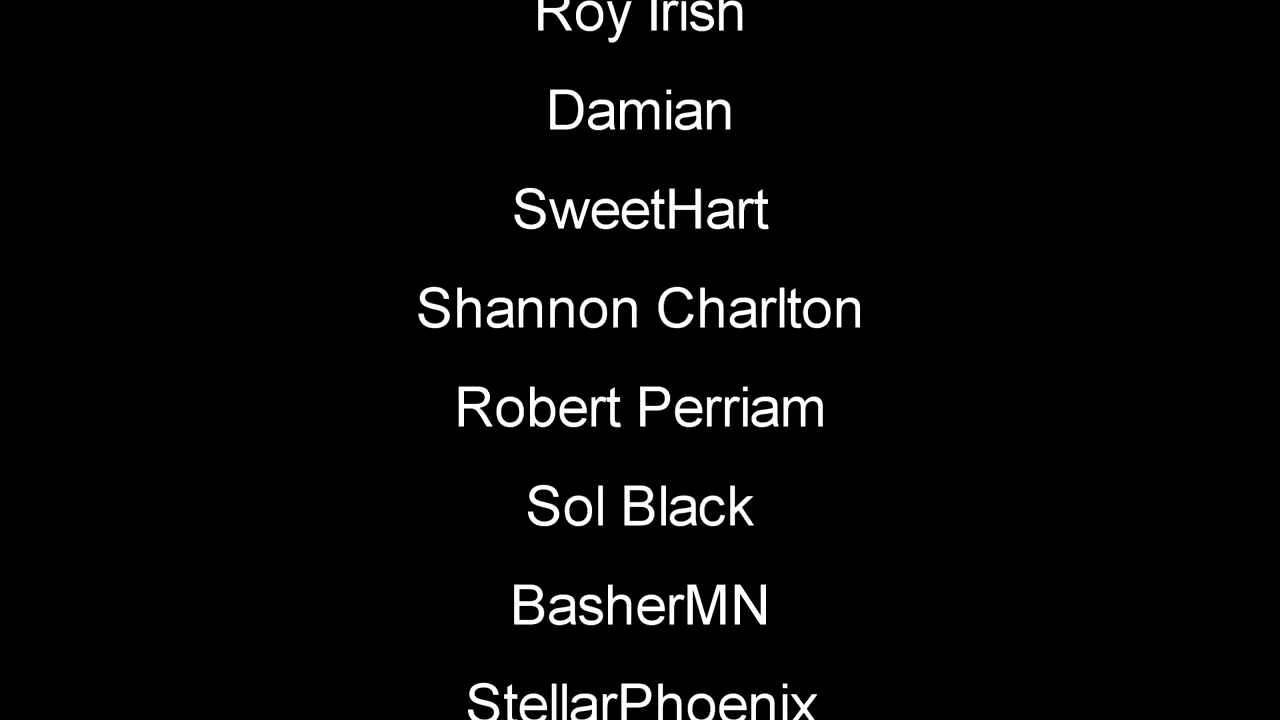 Roy Irish
Damian
SweetHart
Shannon Charlton
Robert Perriam
Sol Black
BasherMN
StellarPhoenix